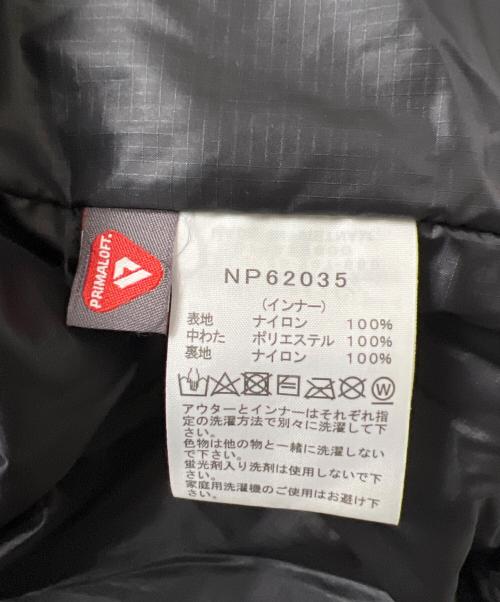 PRIMALOFT®
NP62035
（インナー）
表地 ナイロン 100%
中わた ポリエステル 100%
裏地 ナイロン 100%
W
アウターとインナーはそれぞれ指
定の洗濯方法で別々に洗濯して下
さい。
色物は他の物と一緒に洗濯しない
で下さい。
蛍光剤入り洗剤は使用しないで下
さい。
家庭用洗濯機のご使用はお避け下
さい。